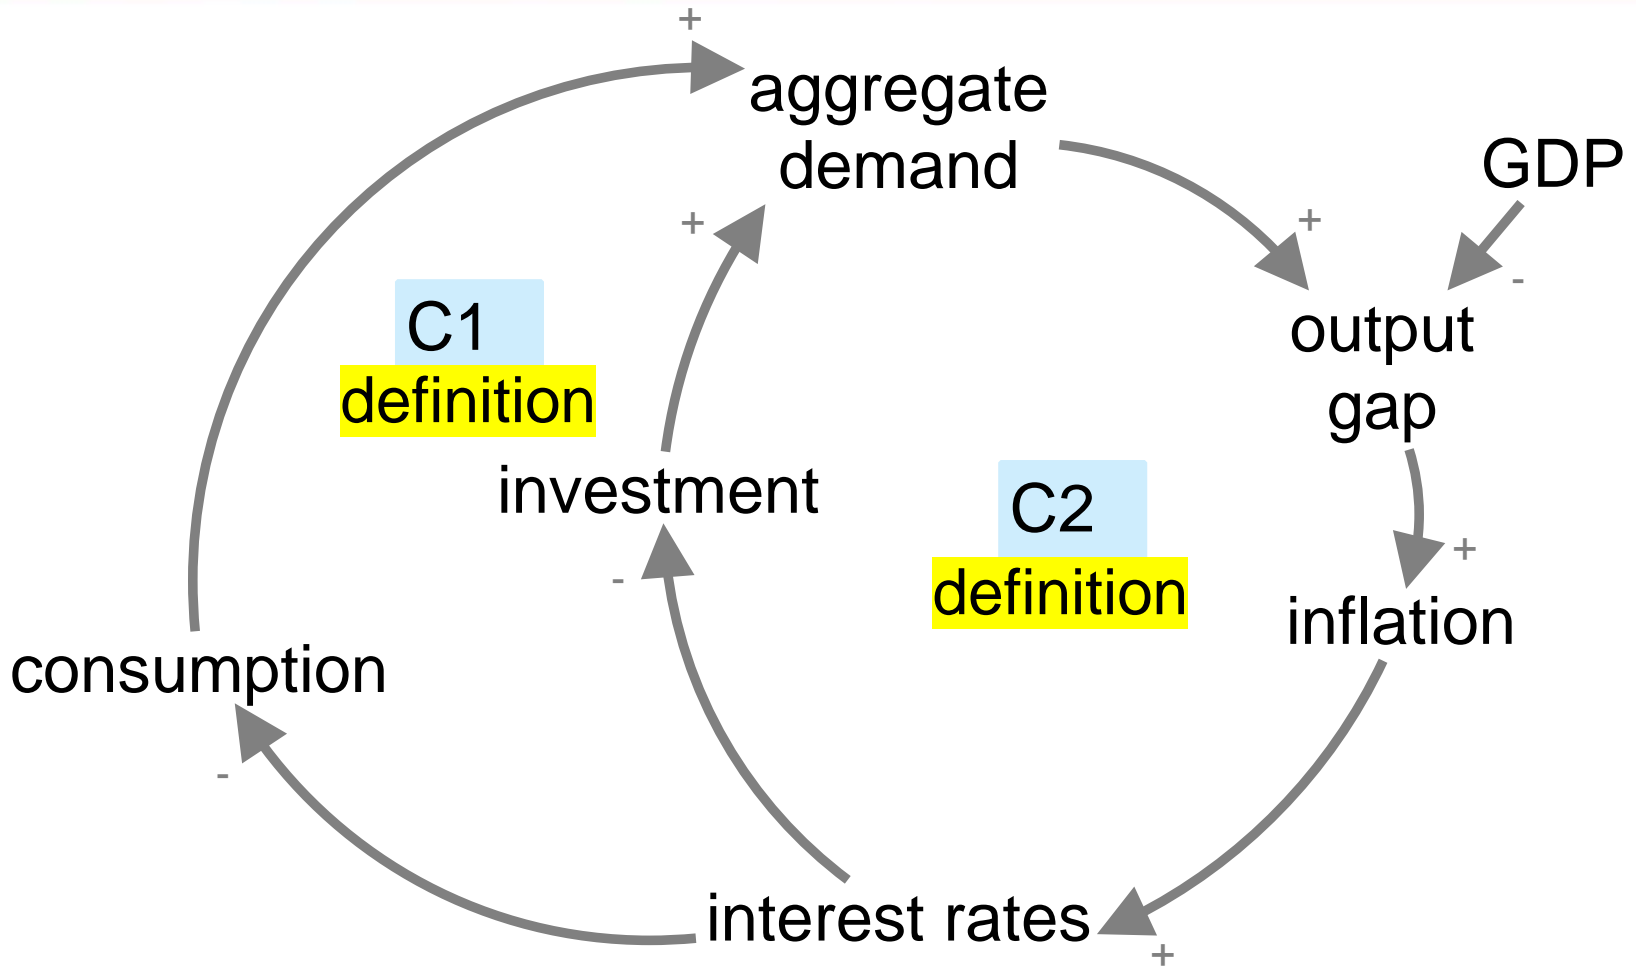 +
aggregate
demand
GDP
+
+
-
C1
definition
output
gap
investment
C2
definition
+
-
inflation
consumption
-
interest rates
+